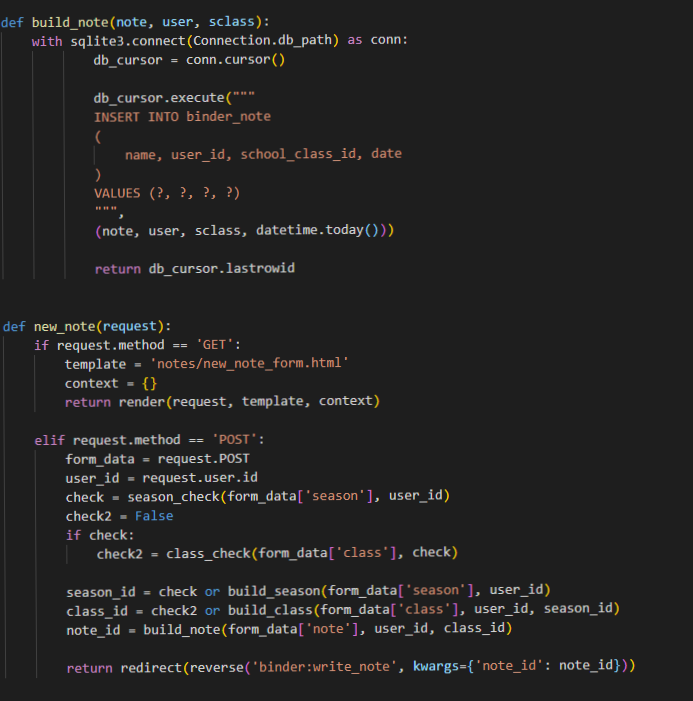 def build_note(note, user, sclass):
    with sqlite3.connect(Connection.db_path) as conn:
            db_cursor = conn.cursor()

            db_cursor.execute("""
            INSERT INTO binder_note
            (
                name, user_id, school_class_id, date
            )
            VALUES (?, ?, ?, ?)
            """,
            (note, user, sclass, datetime.today()))

            return db_cursor.lastrowid


def new_note(request):
    if request.method == 'GET':
        template = 'notes/new_note_form.html'
        context = {}
        return render(request, template, context)

    elif request.method == 'POST':
        form_data = request.POST
        user_id = request.user.id
        check = season_check(form_data['season'], user_id)
        check2 = False
        if check:
            check2 = class_check(form_data['class'], check)

        season_id = check or build_season(form_data['season'], user_id)
        class_id = check2 or build_class(form_data['class'], user_id, season_id)
        note_id = build_note(form_data['note'], user_id, class_id)

        return redirect(reverse('binder:write_note', kwargs={'note_id': note_id}))